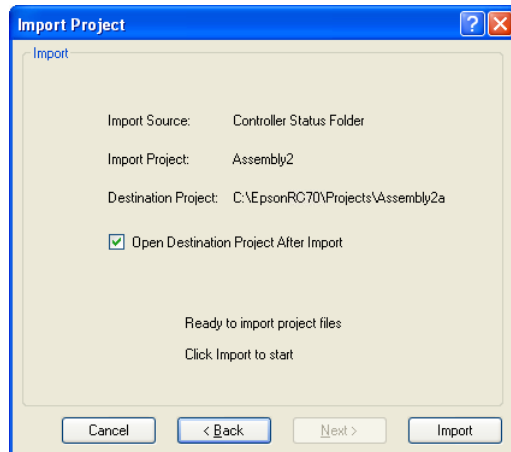 Import Project
Import
Import Source: Controller Status Folder
Import Project: Assembly2
Destination Project: C:\EpsonRC70\Projects\Assembly2a
Open Destination Project After Import
Ready to import project files
Click Import to start
Cancel < Back Next > Import